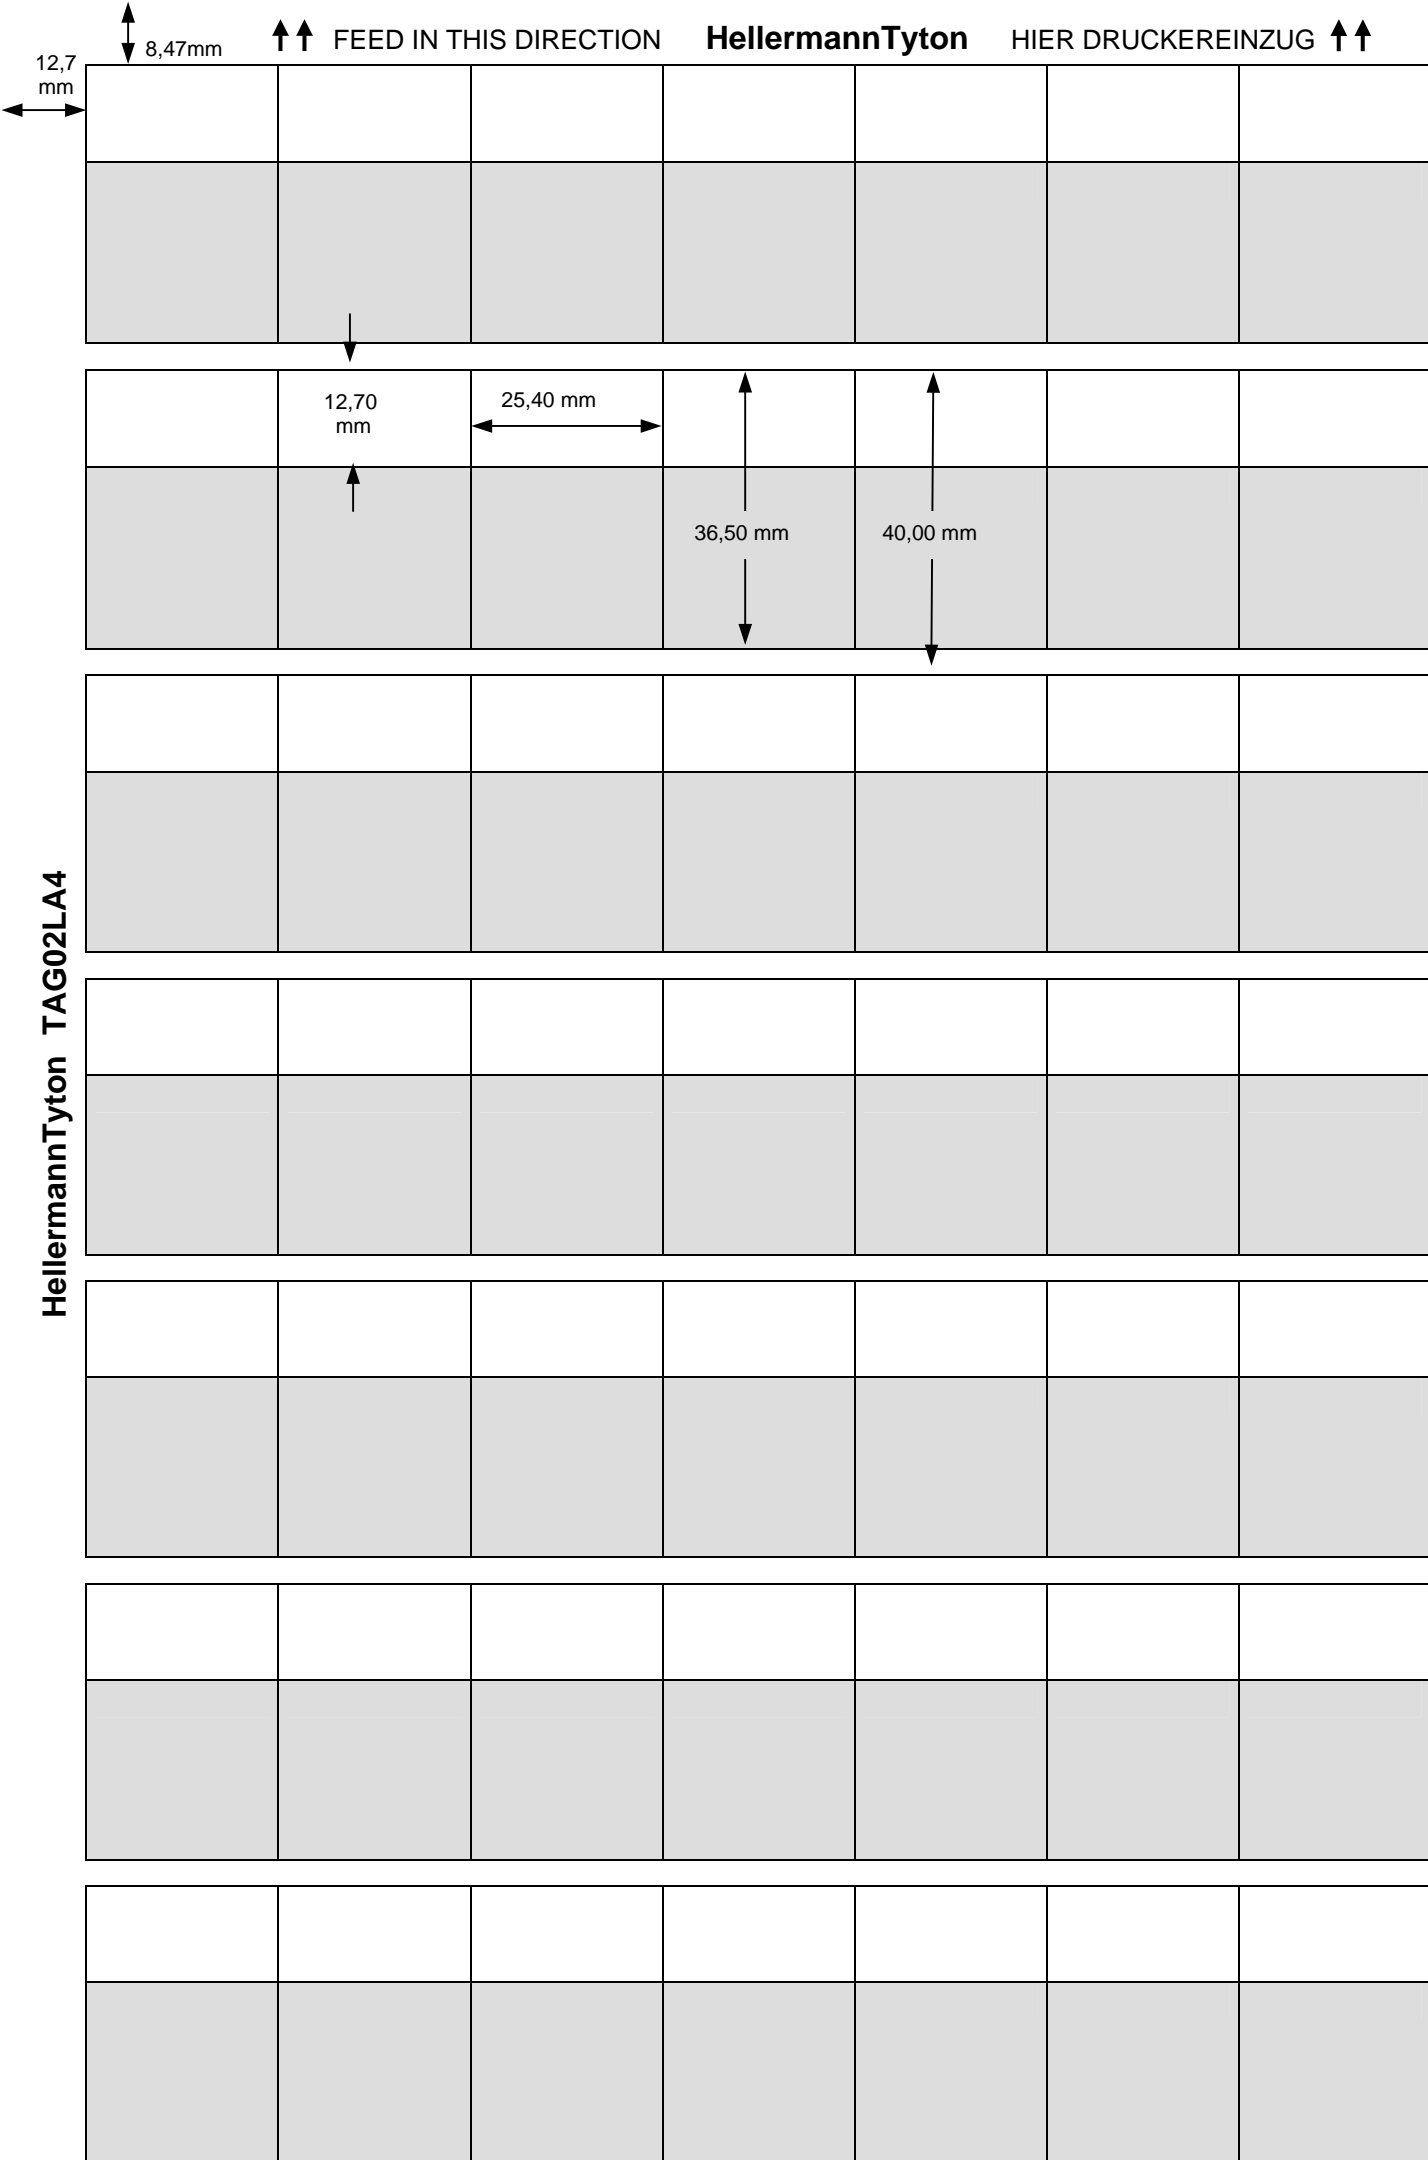 8,47mm
FEED IN THIS DIRECTION HellermannTyton HIER DRUCKEREINZUG
12,7
mm
12,70
mm
25,40 mm
36,50 mm
40,00 mm
HellermannTyton TAG02LA4